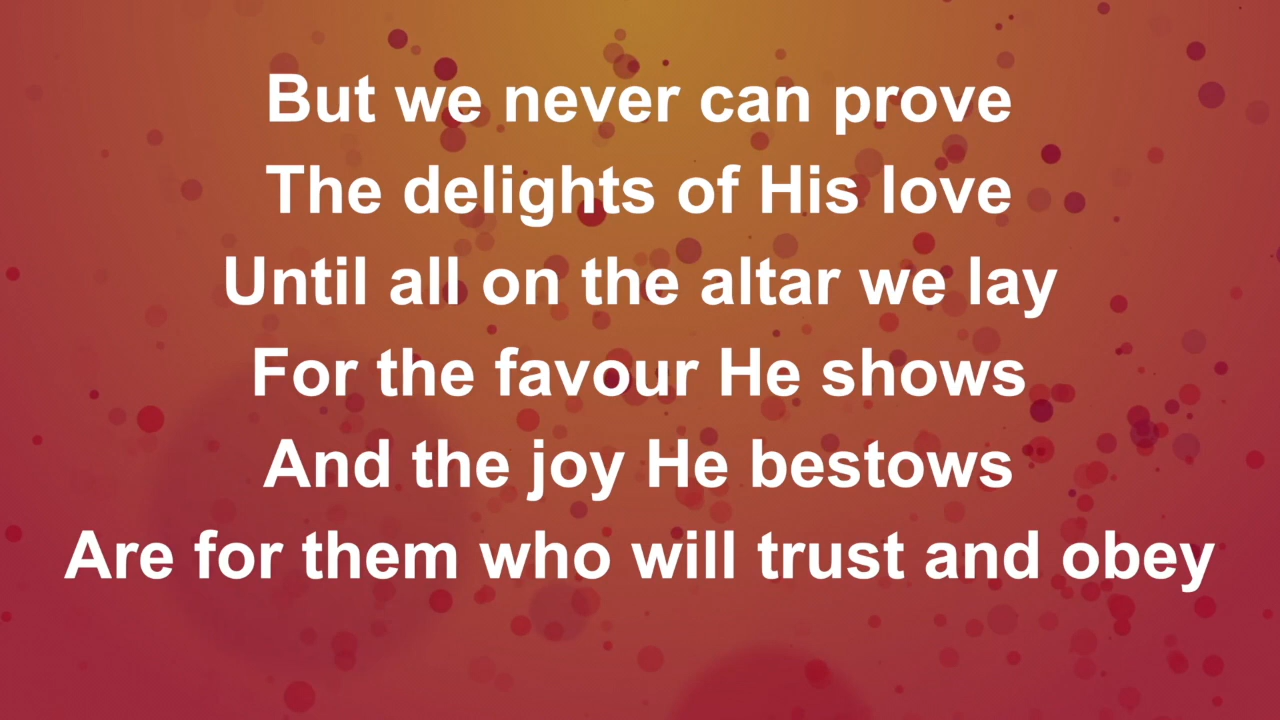 But we never can prove
The delights of His love
Until all on the altar we lay
For the favour He shows
And the joy He bestows
Are for them who will trust and obey